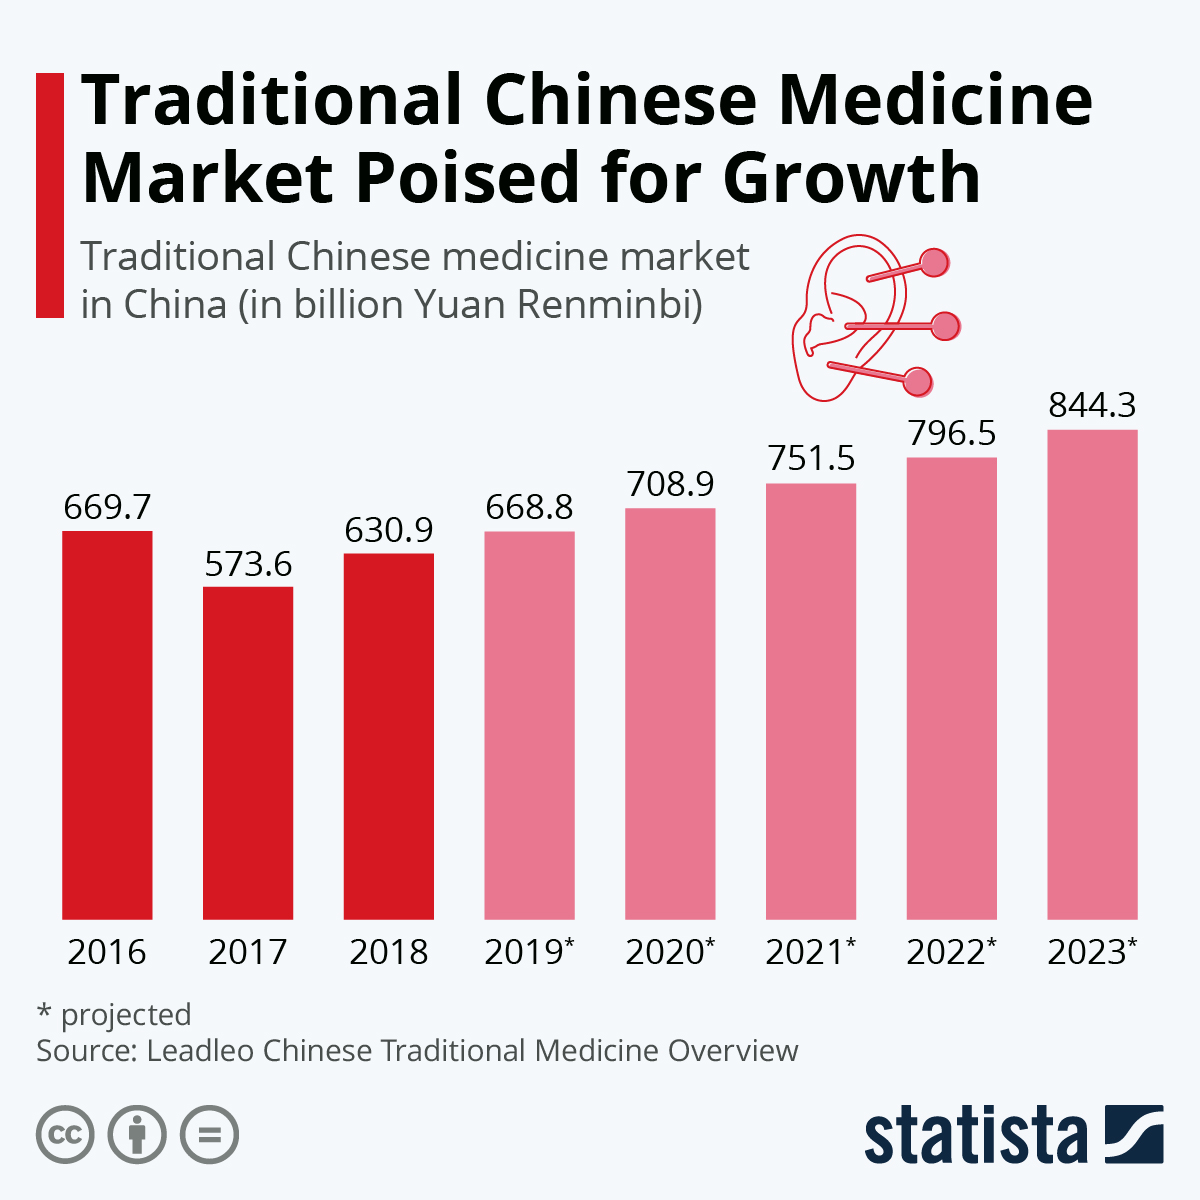 Traditional Chinese Medicine
Market Poised for Growth
Traditional Chinese medicine market
in China (in billion Yuan Renminbi)
669.7
573.6
630.9
668.8
708.9
751.5
796.5
844.3
2016
2017
2018
2019*
2020*
2021*
2022*
2023*
* projected
Source: Leadleo Chinese Traditional Medicine Overview
cc
=
statista